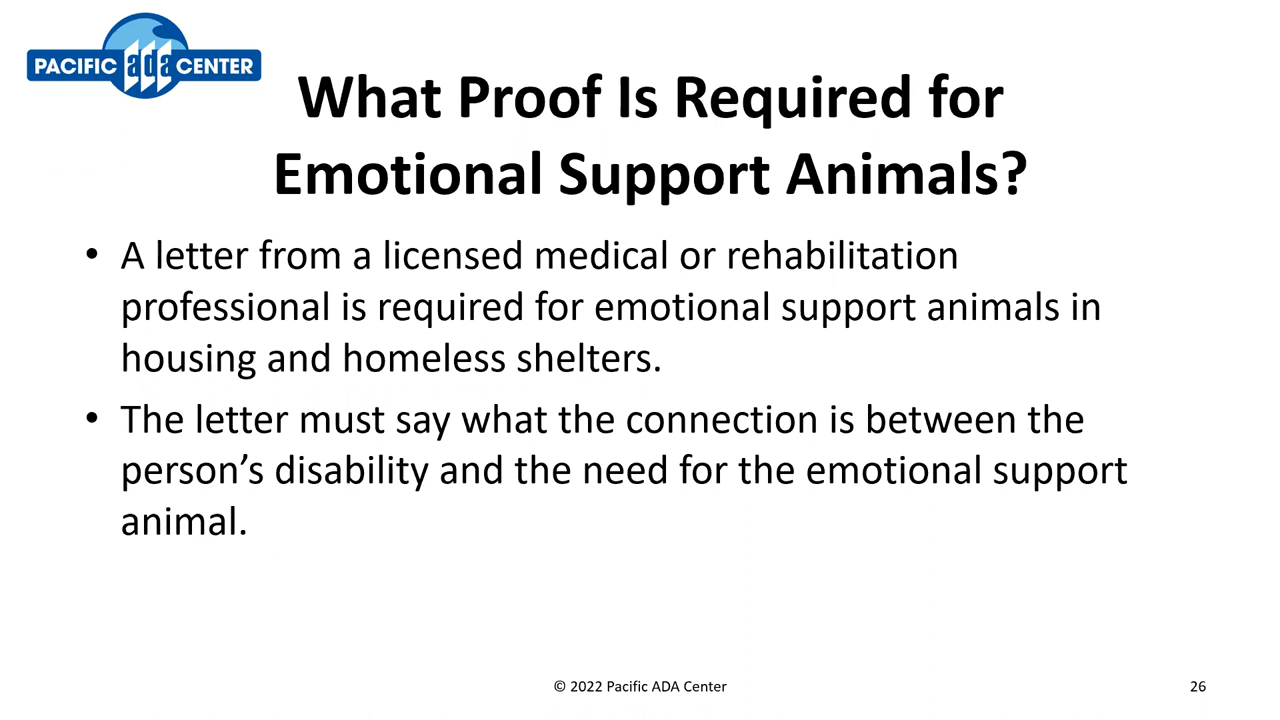 PACIFIC ada CENTER
What Proof Is Required for
Emotional Support Animals?
• A letter from a licensed medical or rehabilitation
professional is required for emotional support animals in
housing and homeless shelters.
• The letter must say what the connection is between the
person’s disability and the need for the emotional support
animal.
© 2022 Pacific ADA Center
26